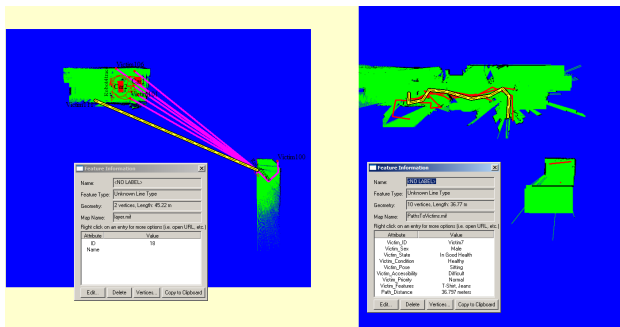 Feature Information
Name: <NO LABEL>
Feature Type: Unknown Line Type
Geometry: 2 vertices, Length: 45.22 m
Map Name: layer.mif
Right click on an entry for more options (i.e. open URL, etc.)
Attribute Value
ID 18
Name
Edit... Delete Vertices... Copy to Clipboard
Feature Information
Name: <NO LABEL>
Feature Type: Unknown Line Type
Geometry: 10 vertices, Length: 36.77 m
Map Name: PathsToVictims.mif
Right click on an entry for more options (i.e. open URL, etc.)
Attribute Value
Victim_ID Victim7
Victim_Sex Male
Victim_State In Good Health
Victim_Condition Healthy
Victim_Pose Sitting
Victim_Accessibility Difficult
Victim_Priority Normal
Victim_Features T-Shirt, Jeans
Path_Distance 36.797 meters
Edit... Delete Vertices... Copy to Clipboard